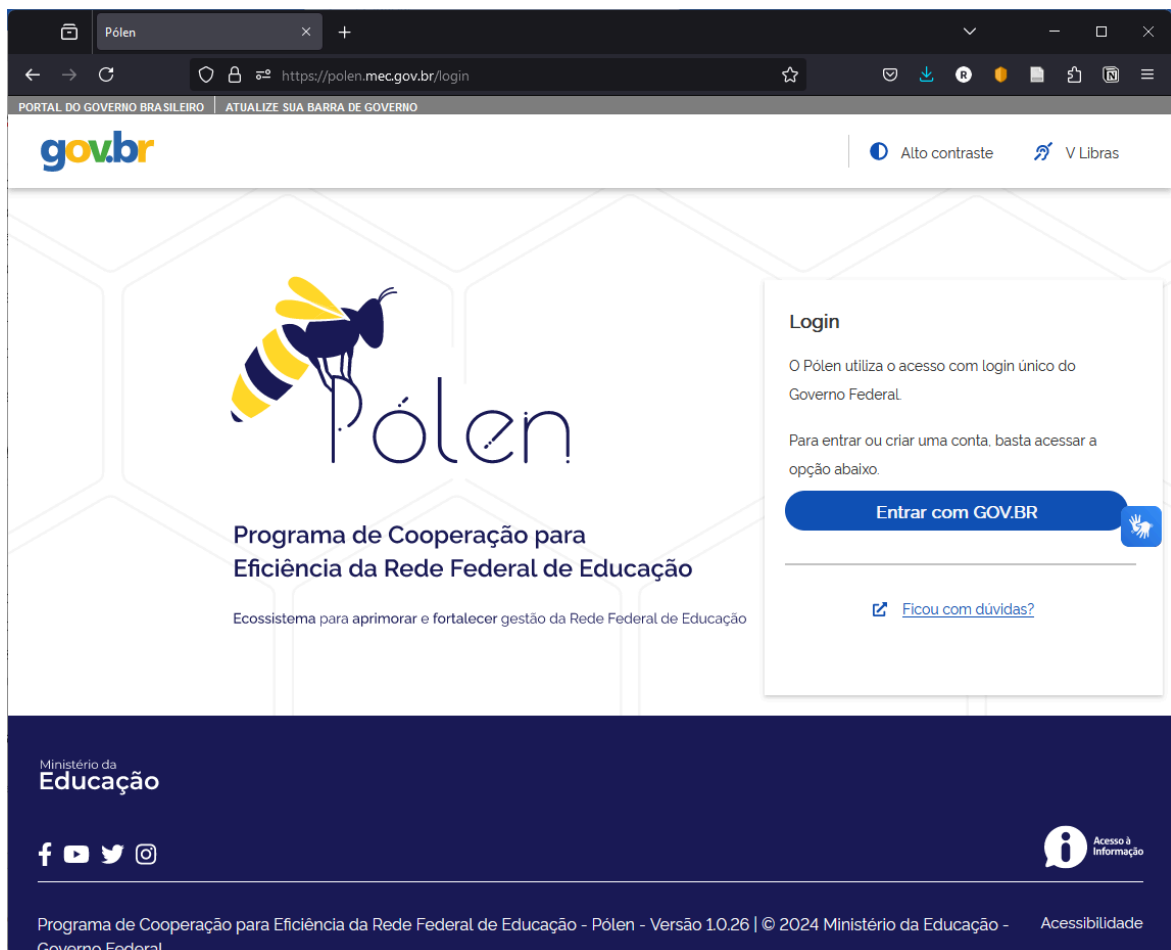 Pólen
https://polen.mec.gov.br/login
PORTAL DO GOVERNO BRASILEIRO ATUALIZE SUA BARRA DE GOVERNO
gov.br
Alto contraste
V Libras
Pólen
Programa de Cooperação para
Eficiência da Rede Federal de Educação
Ecossistema para aprimorar e fortalecer gestão da Rede Federal de Educação
Login
O Pólen utiliza o acesso com login único do
Governo Federal.
Para entrar ou criar uma conta, basta acessar a
opção abaixo.
Entrar com GOV.BR
Ficou com dúvidas?
Ministério da
Educação
Acesso à
Informação
Programa de Cooperação para Eficiência da Rede Federal de Educação - Pólen - Versão 1.0.26 | © 2024 Ministério da Educação -
Governo Federal
Acessibilidade